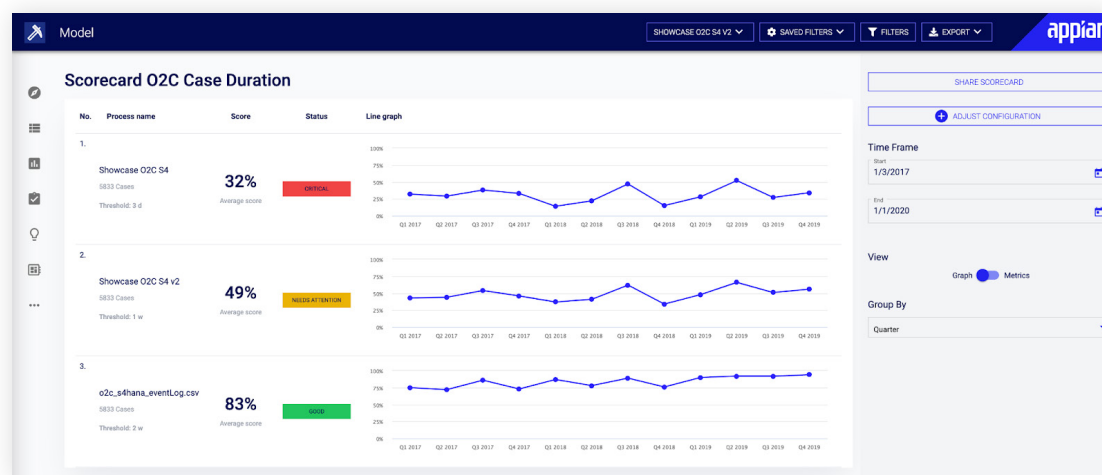 Model
SHOWCASE O2C S4 V2
SAVED FILTERS
FILTERS
EXPORT
appian
Scorecard O2C Case Duration
No. Process name Score Status Line graph
1.
Showcase O2C S4
5833 Cases
Threshold: 3 d
32%
Average score
CRITICAL
100%
75%
50%
25%
0%
Q1 2017 Q2 2017 Q3 2017 Q4 2017 Q1 2018 Q2 2018 Q3 2018 Q4 2018 Q1 2019 Q2 2019 Q3 2019 Q4 2019
2.
Showcase O2C S4 v2
5833 Cases
Threshold: 1 w
49%
Average score
NEEDS ATTENTION
100%
75%
50%
25%
0%
Q1 2017 Q2 2017 Q3 2017 Q4 2017 Q1 2018 Q2 2018 Q3 2018 Q4 2018 Q1 2019 Q2 2019 Q3 2019 Q4 2019
3.
o2c_s4hana_eventLog.csv
5833 Cases
Threshold: 2 w
83%
Average score
GOOD
100%
75%
50%
25%
0%
Q1 2017 Q2 2017 Q3 2017 Q4 2017 Q1 2018 Q2 2018 Q3 2018 Q4 2018 Q1 2019 Q2 2019 Q3 2019 Q4 2019
SHARE SCORECARD
ADJUST CONFIGURATION
Time Frame
Start
1/3/2017
End
1/1/2020
View
Graph Metrics
Group By
Quarter